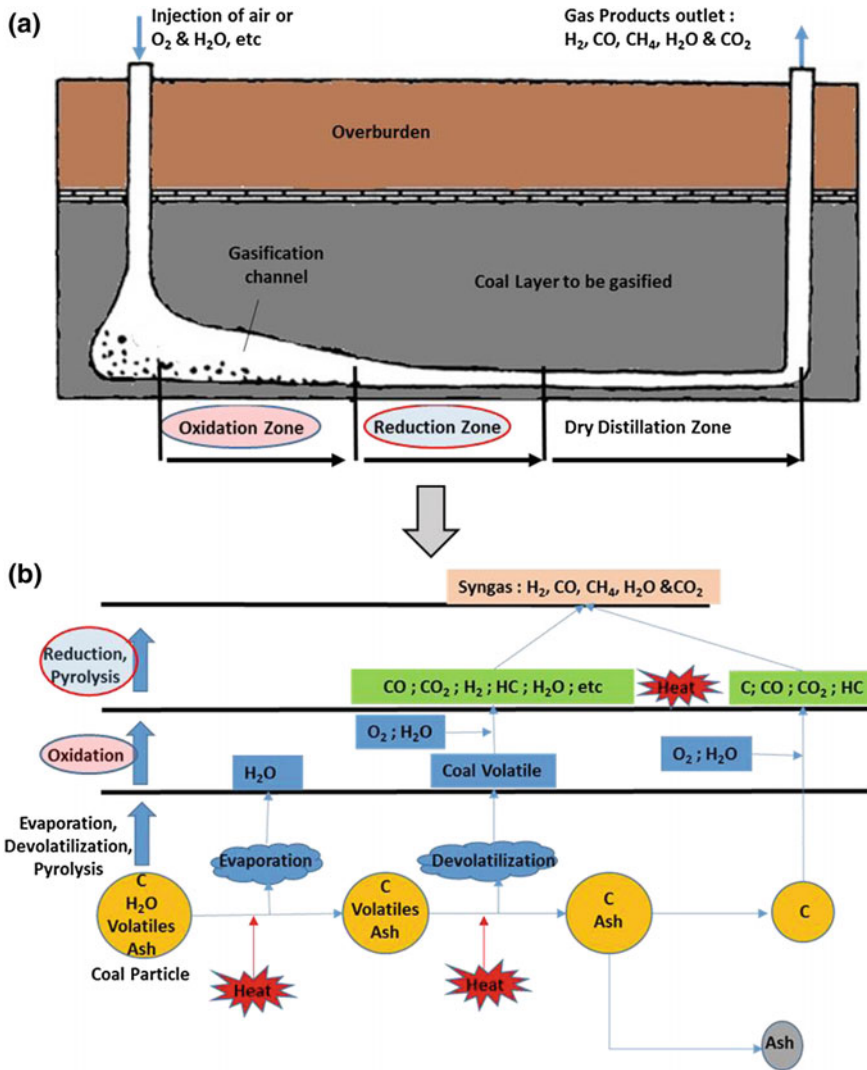 (a)
Injection of air or
O₂ & H₂O, etc
Gas Products outlet :
H₂, CO, CH₄, H₂O & CO₂
Overburden
Gasification
channel
Coal Layer to be gasified
Oxidation Zone
Reduction Zone
Dry Distillation Zone
(b)
Syngas : H₂, CO, CH₄, H₂O &CO₂
Reduction,
Pyrolysis
CO ; CO₂ ; H₂ ; HC ; H₂O ; etc
Heat
C; CO ; CO₂ ; HC
Oxidation
O₂ ; H₂O
O₂ ; H₂O
H₂O
Coal Volatile
Evaporation,
Devolatilization,
Pyrolysis
Evaporation
Devolatilization
C
H₂O
Volatiles
Ash
Coal Particle
C
Volatiles
Ash
C
Ash
C
Heat
Heat
Ash